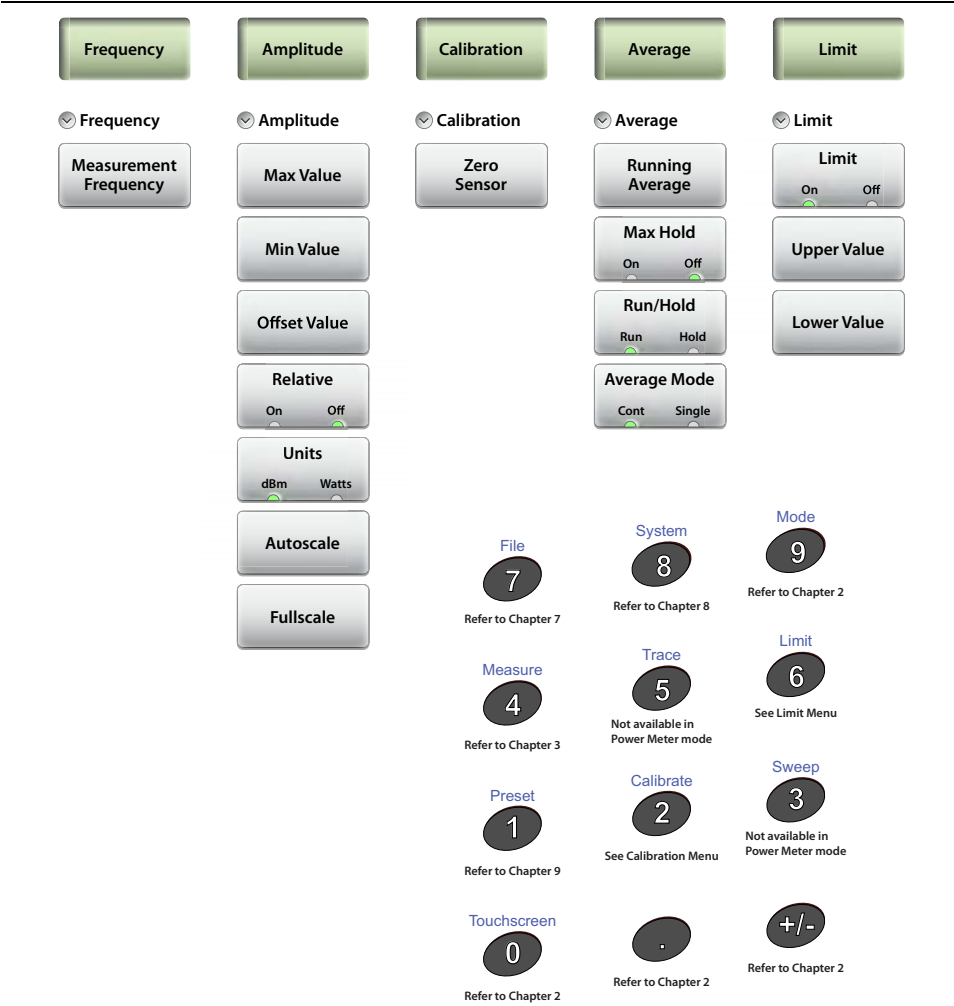 Frequency
Amplitude
Calibration
Average
Limit
Frequency
Amplitude
Calibration
Average
Limit
Measurement
Frequency
Max Value
Min Value
Offset Value
Relative
On Off
Units
dBm Watts
Autoscale
Fullscale
Zero
Sensor
Running
Average
Max Hold
On Off
Run/Hold
Run Hold
Average Mode
Cont Single
Limit
On Off
Upper Value
Lower Value
File
7
Refer to Chapter 7
System
8
Refer to Chapter 8
Mode
9
Refer to Chapter 2
Measure
4
Refer to Chapter 3
Trace
5
Not available in
Power Meter mode
Limit
6
See Limit Menu
Preset
1
Refer to Chapter 9
Calibrate
2
See Calibration Menu
Sweep
3
Not available in
Power Meter mode
Touchscreen
0
Refer to Chapter 2
.
Refer to Chapter 2
+/-
Refer to Chapter 2